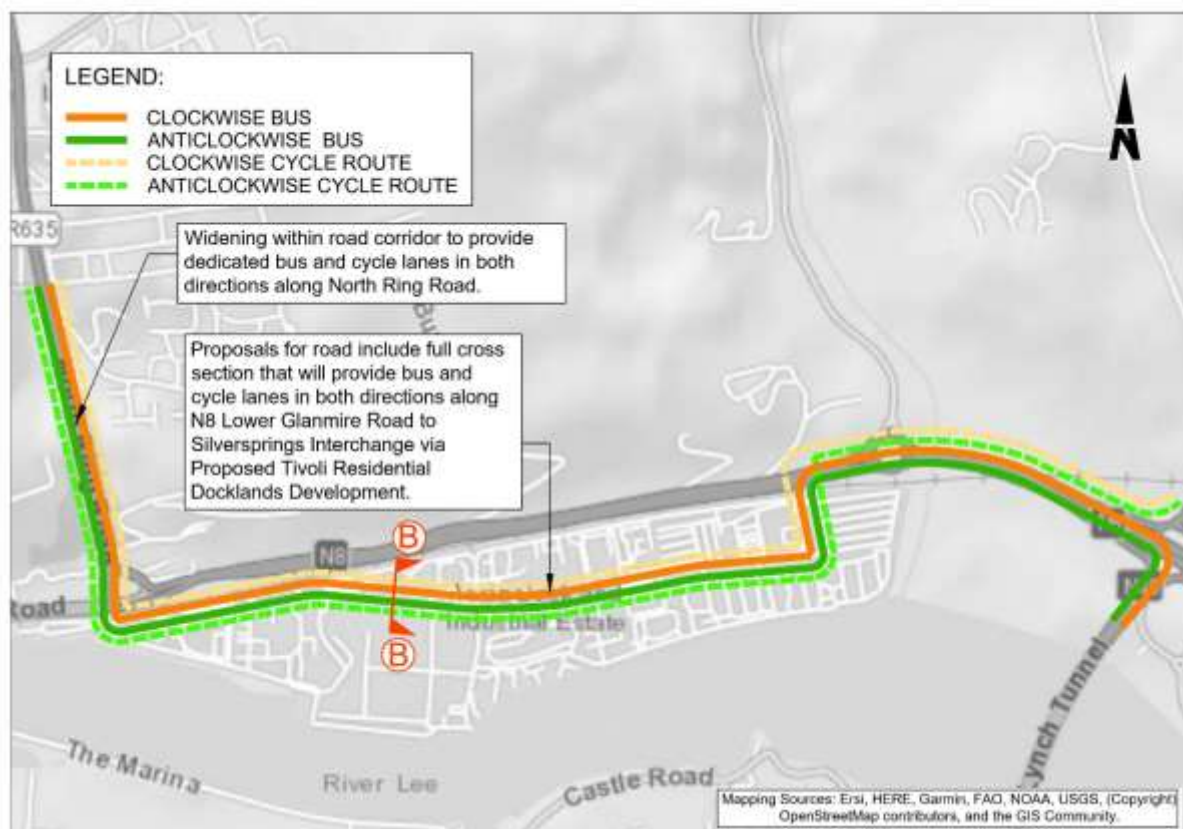 LEGEND:
CLOCKWISE BUS
ANTICLOCKWISE BUS
CLOCKWISE CYCLE ROUTE
ANTICLOCKWISE CYCLE ROUTE
N
R635
Widening within road corridor to provide
dedicated bus and cycle lanes in both
directions along North Ring Road.
Proposals for road include full cross
section that will provide bus and
cycle lanes in both directions along
N8 Lower Glanmire Road to
Silversprings Interchange via
Proposed Tivoli Residential
Docklands Development.
B
N8
Road
Industrial Estate
B
Lynch Tunnel
The Marina
River Lee
Castle Road
Mapping Sources: Ersi, HERE, Garmin, FAO, NOAA, USGS, (Copyright)
OpenStreetMap contributors, and the GIS Community.